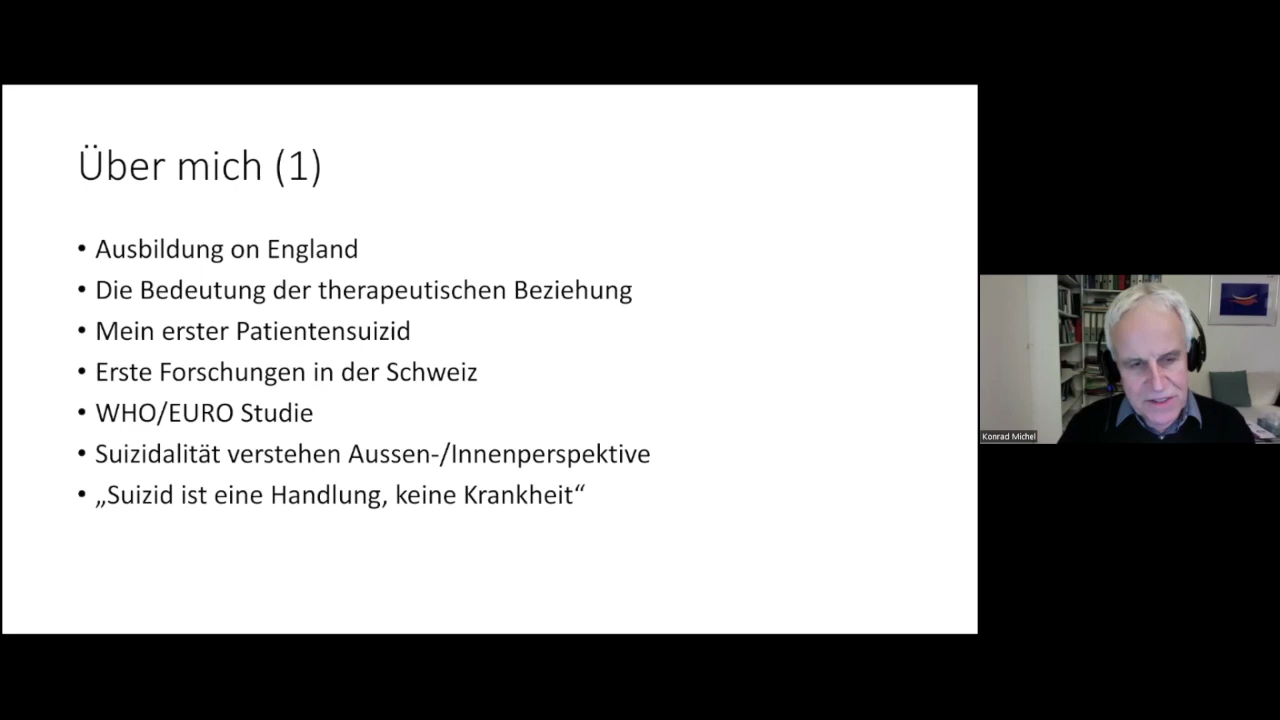 Über mich (1)
• Ausbildung on England
• Die Bedeutung der therapeutischen Beziehung
• Mein erster Patientensuizid
• Erste Forschungen in der Schweiz
• WHO/EURO Studie
• Suizidalität verstehen Aussen-/Innenperspektive
• „Suizid ist eine Handlung, keine Krankheit“
Konrad Michel